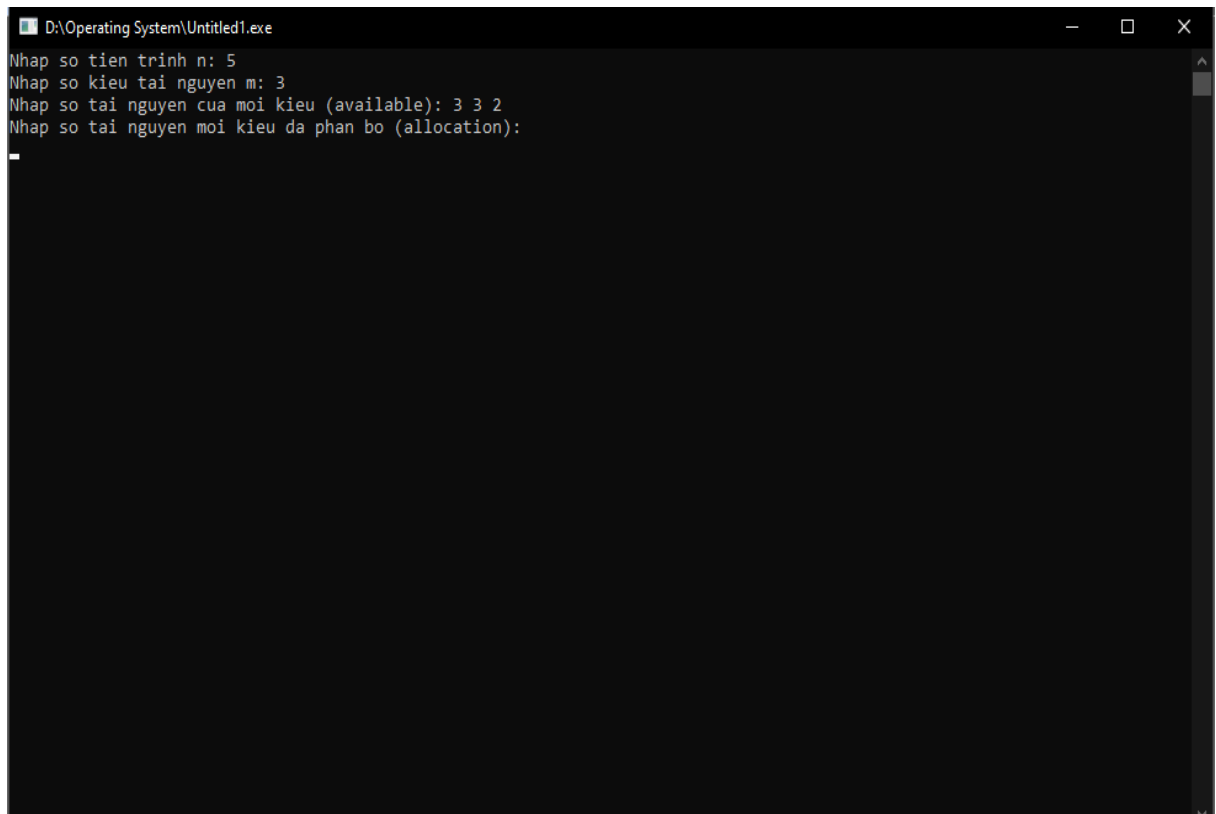 D:\Operating System\Untitled1.exe
Nhap so tien trinh n: 5
Nhap so kieu tai nguyen m: 3
Nhap so tai nguyen cua moi kieu (available): 3 3 2
Nhap so tai nguyen moi kieu da phan bo (allocation):